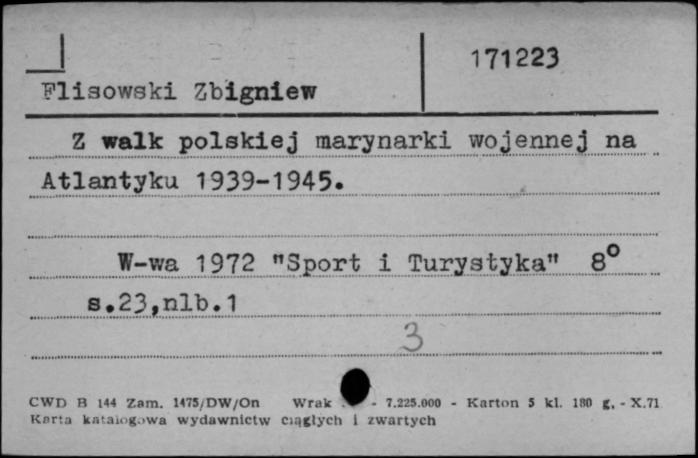 171223
Flisowski Zbigniew
Z walk polskiej marynarki wojennej na
Atlantyku 1939-1945.
W-wa 1972 "Sport i Turystyka" 8°
s.23,nlb.1
3
CWD B 144 Zam. 1475/DW/On Wrak - 7.225.000 - Karton 5 kl. 180 g. - X.71
Karta katalogowa wydawnictw ciągłych i zwartych